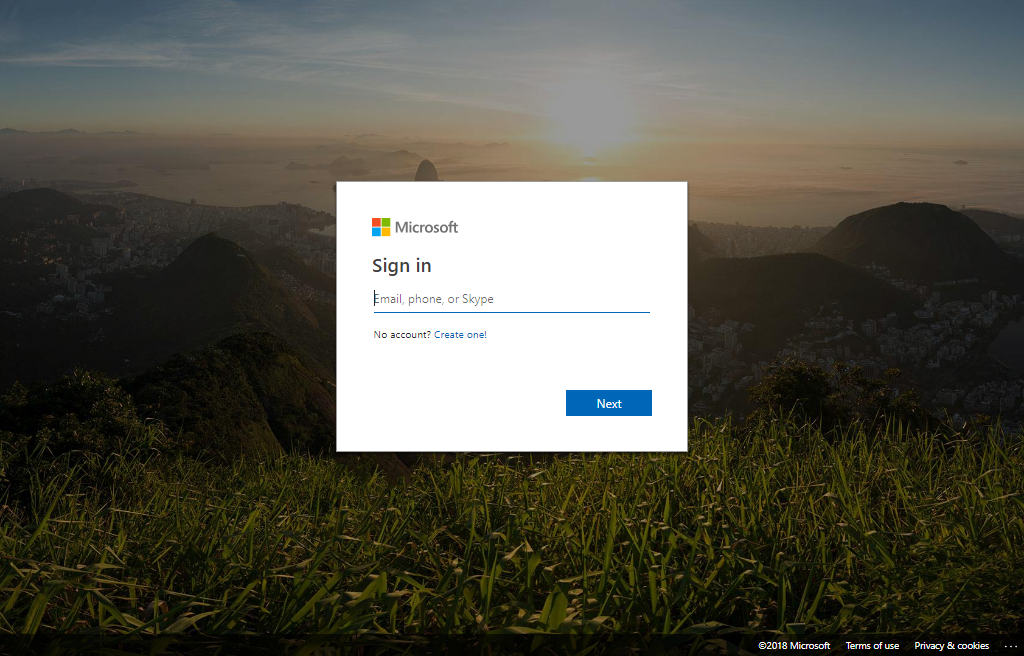 Microsoft
Sign in
Email, phone, or Skype
No account? Create one!
Next
©2018 Microsoft Terms of use Privacy & cookies ...